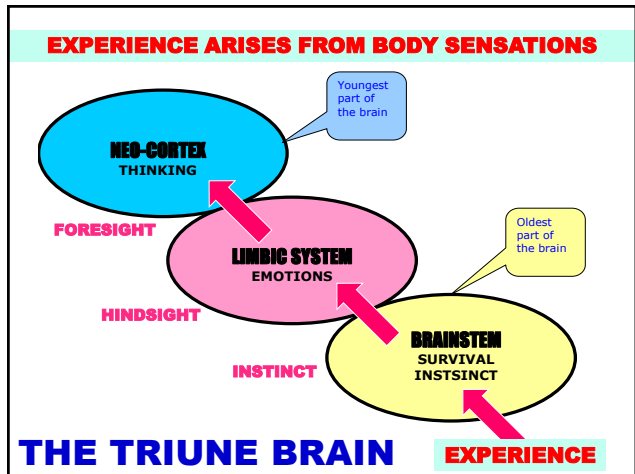 EXPERIENCE ARISES FROM BODY SENSATIONS
Youngest
part of
the brain
NEO-CORTEX
THINKING
FORESIGHT
Oldest
part of
the brain
LIMBIC SYSTEM
EMOTIONS
HINDSIGHT
BRAINSTEM
SURVIVAL
INSTSINCT
INSTINCT
THE TRIUNE BRAIN
EXPERIENCE